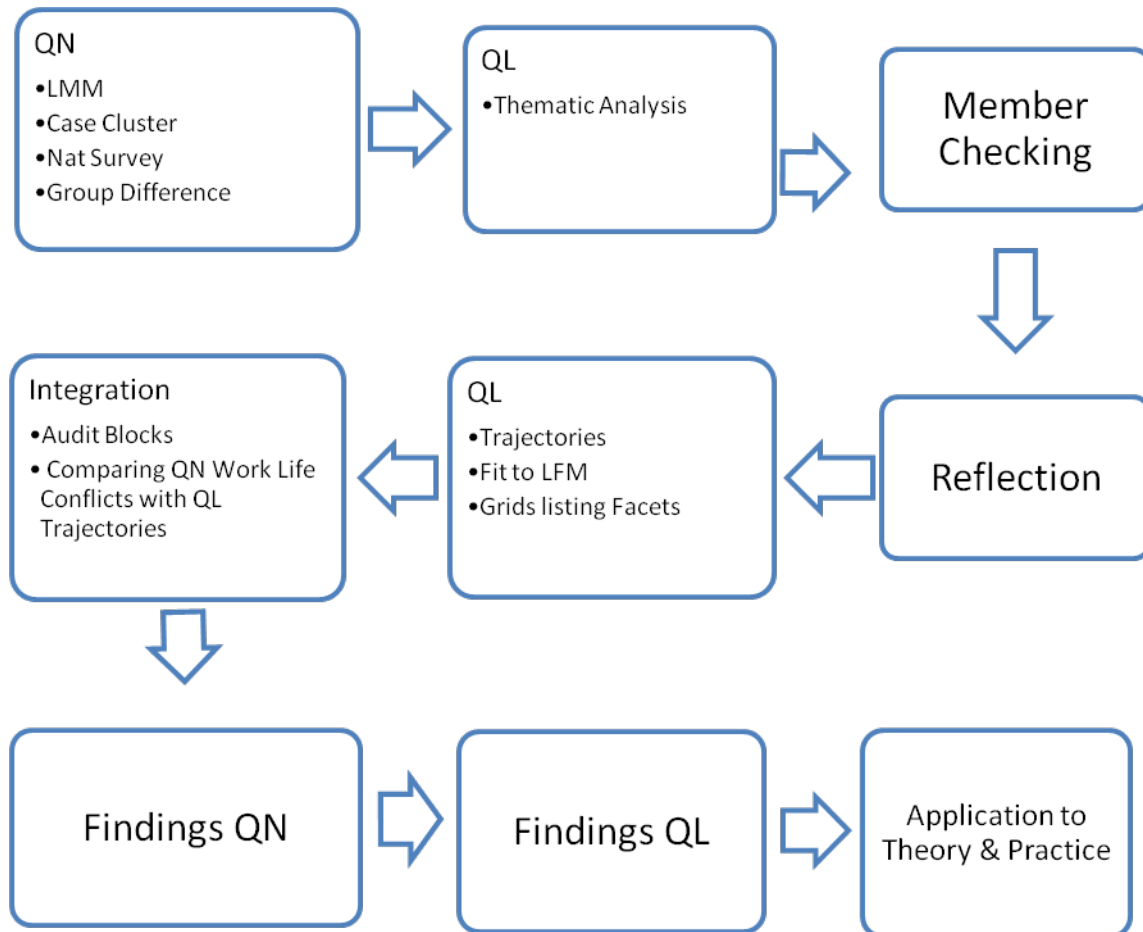 QN
•LMM
•Case Cluster
•Nat Survey
•Group Difference
QL
•Thematic Analysis
Member
Checking
Integration
•Audit Blocks
• Comparing QN Work Life
Conflicts with QL
Trajectories
QL
•Trajectories
•Fit to LFM
•Grids listing Facets
Reflection
Findings QN
Findings QL
Application to
Theory & Practice